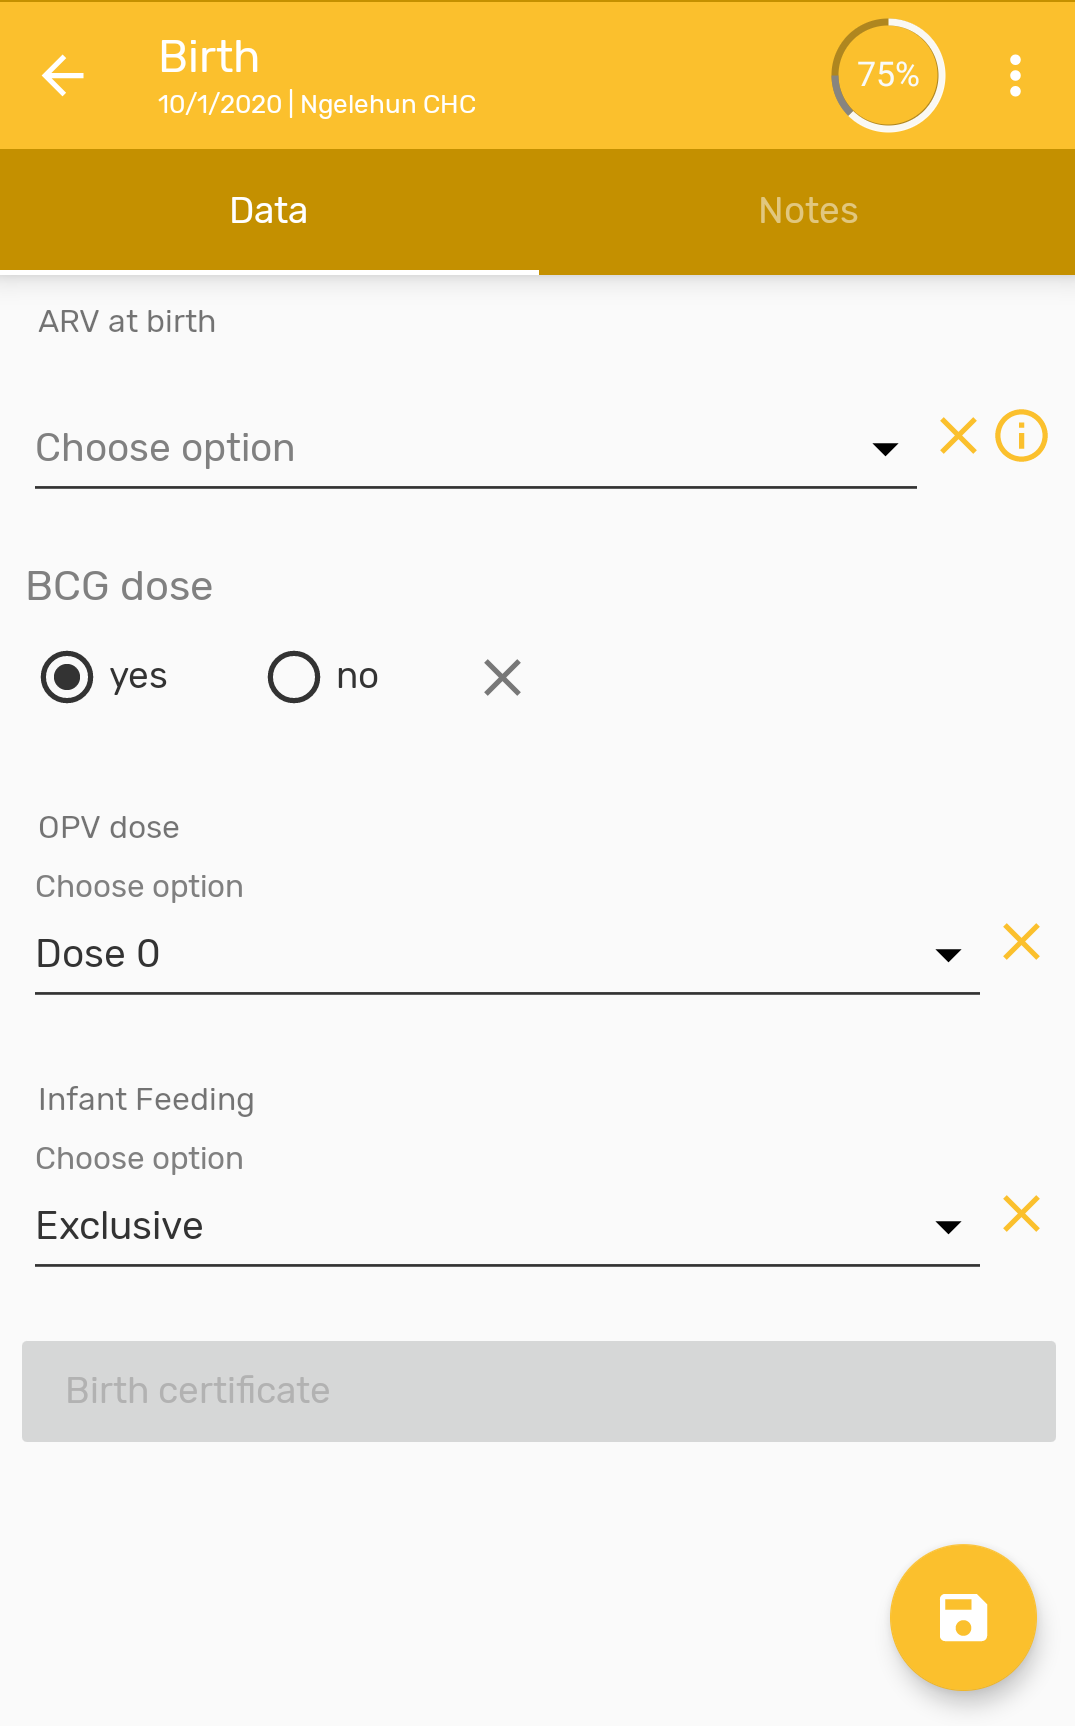 Birth
10/1/2020 | Ngelehun CHC
75%
Data
Notes
ARV at birth
Choose option
BCG dose
yes
no
OPV dose
Choose option
Dose 0
Infant Feeding
Choose option
Exclusive
Birth certificate